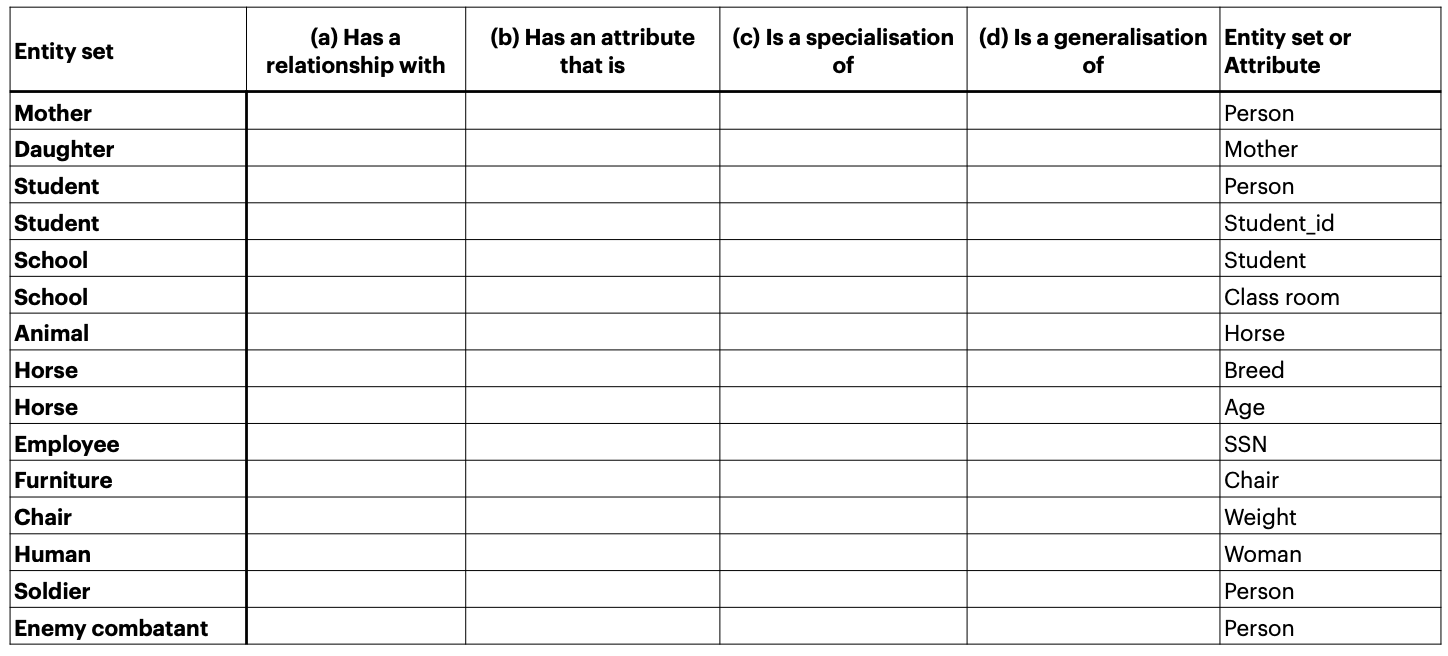 Entity set
(a) Has a
relationship with
(b) Has an attribute
that is
(c) Is a specialisation
of
(d) Is a generalisation
of
Entity set or
Attribute
Mother Person
Daughter Mother
Student Person
Student Student_id
School Student
School Class room
Animal Horse
Horse Breed
Horse Age
Employee SSN
Furniture Chair
Chair Weight
Human Woman
Soldier Person
Enemy combatant Person